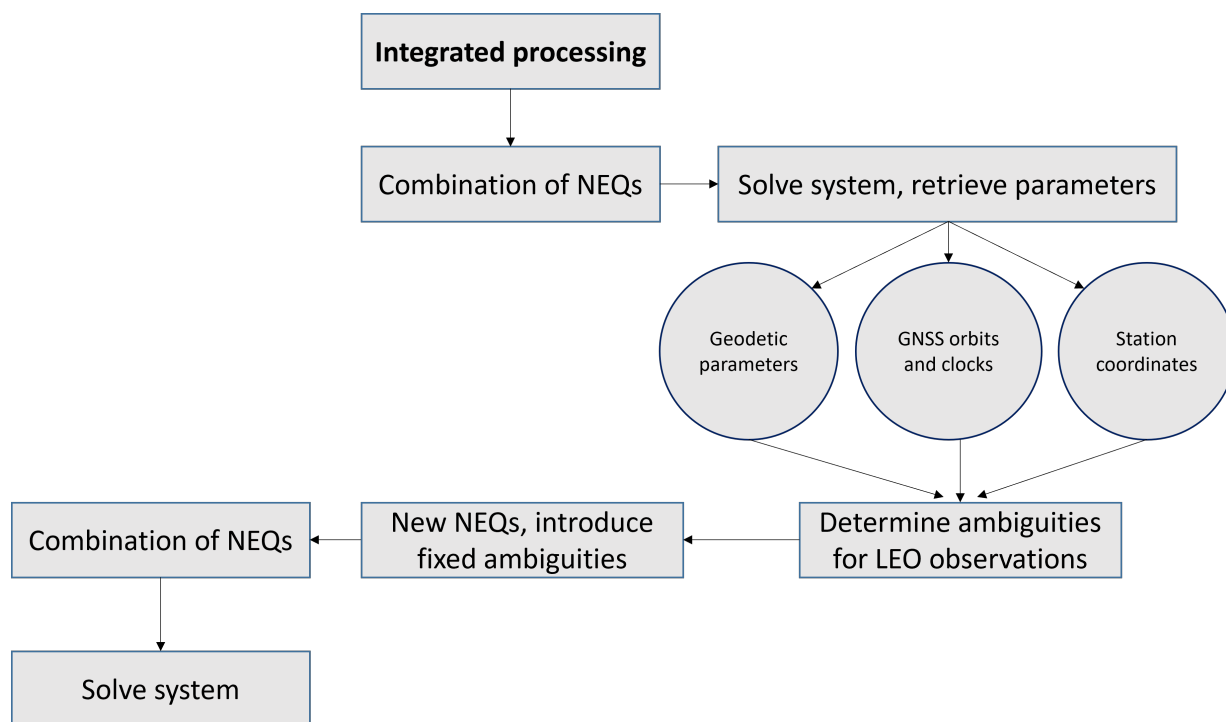 Integrated processing
Combination of NEQs
Solve system, retrieve parameters
Geodetic
parameters
GNSS orbits
and clocks
Station
coordinates
Combination of NEQs
New NEQs, introduce
fixed ambiguities
Determine ambiguities
for LEO observations
Solve system